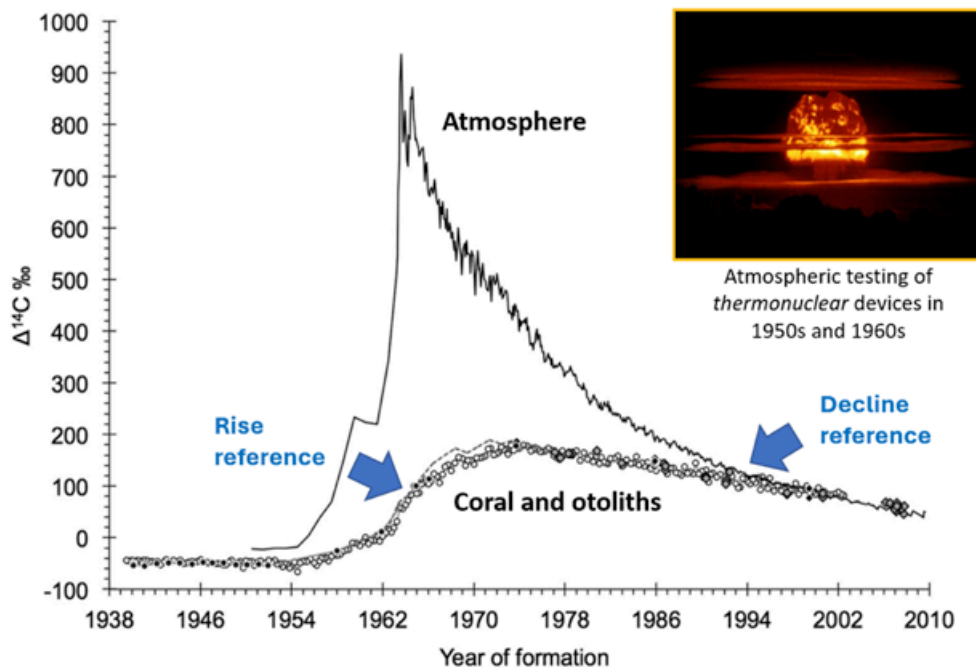 1000
900
800
700
600
500
400
300
200
100
0
-100
Δ¹⁴C ‰
Atmosphere
Atmospheric testing of
thermonuclear devices in
1950s and 1960s
Rise
reference
Decline
reference
Coral and otoliths
1938 1946 1954 1962 1970 1978 1986 1994 2002 2010
Year of formation